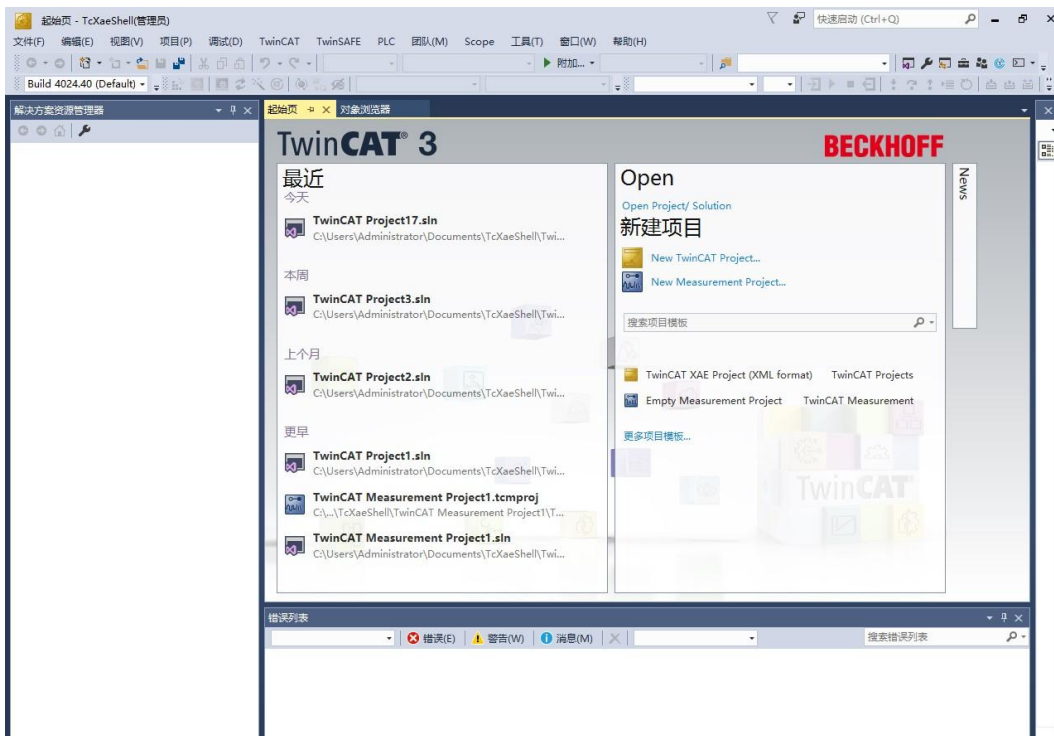 起始页 - TcXaeShell(管理员)
快速启动 (Ctrl+Q)
文件(F) 编辑(E) 视图(V) 项目(P) 调试(D) TwinCAT TwinSAFE PLC 团队(M) Scope 工具(T) 窗口(W) 帮助(H)
附加...
Build 4024.40 (Default)
解决方案资源管理器
起始页 对象浏览器
TwinCAT® 3
BECKHOFF
最近
今天
TwinCAT Project17.sln
C:\Users\Administrator\Documents\TcXaeShell\Twi...
本周
TwinCAT Project3.sln
C:\Users\Administrator\Documents\TcXaeShell\Twi...
上个月
TwinCAT Project2.sln
C:\Users\Administrator\Documents\TcXaeShell\Twi...
更早
TwinCAT Project1.sln
C:\Users\Administrator\Documents\TcXaeShell\Twi...
TwinCAT Measurement Project1.tcmproj
C:\...\TcXaeShell\TwinCAT Measurement Project1\T...
TwinCAT Measurement Project1.sln
C:\Users\Administrator\Documents\TcXaeShell\Twi...
Open
Open Project/ Solution
新建项目
New TwinCAT Project...
New Measurement Project...
搜索项目模板
TwinCAT XAE Project (XML format) TwinCAT Projects
Empty Measurement Project TwinCAT Measurement
更多项目模板...
TwinCAT
News
错误列表
错误(E) 警告(W) 消息(M)
搜索错误列表